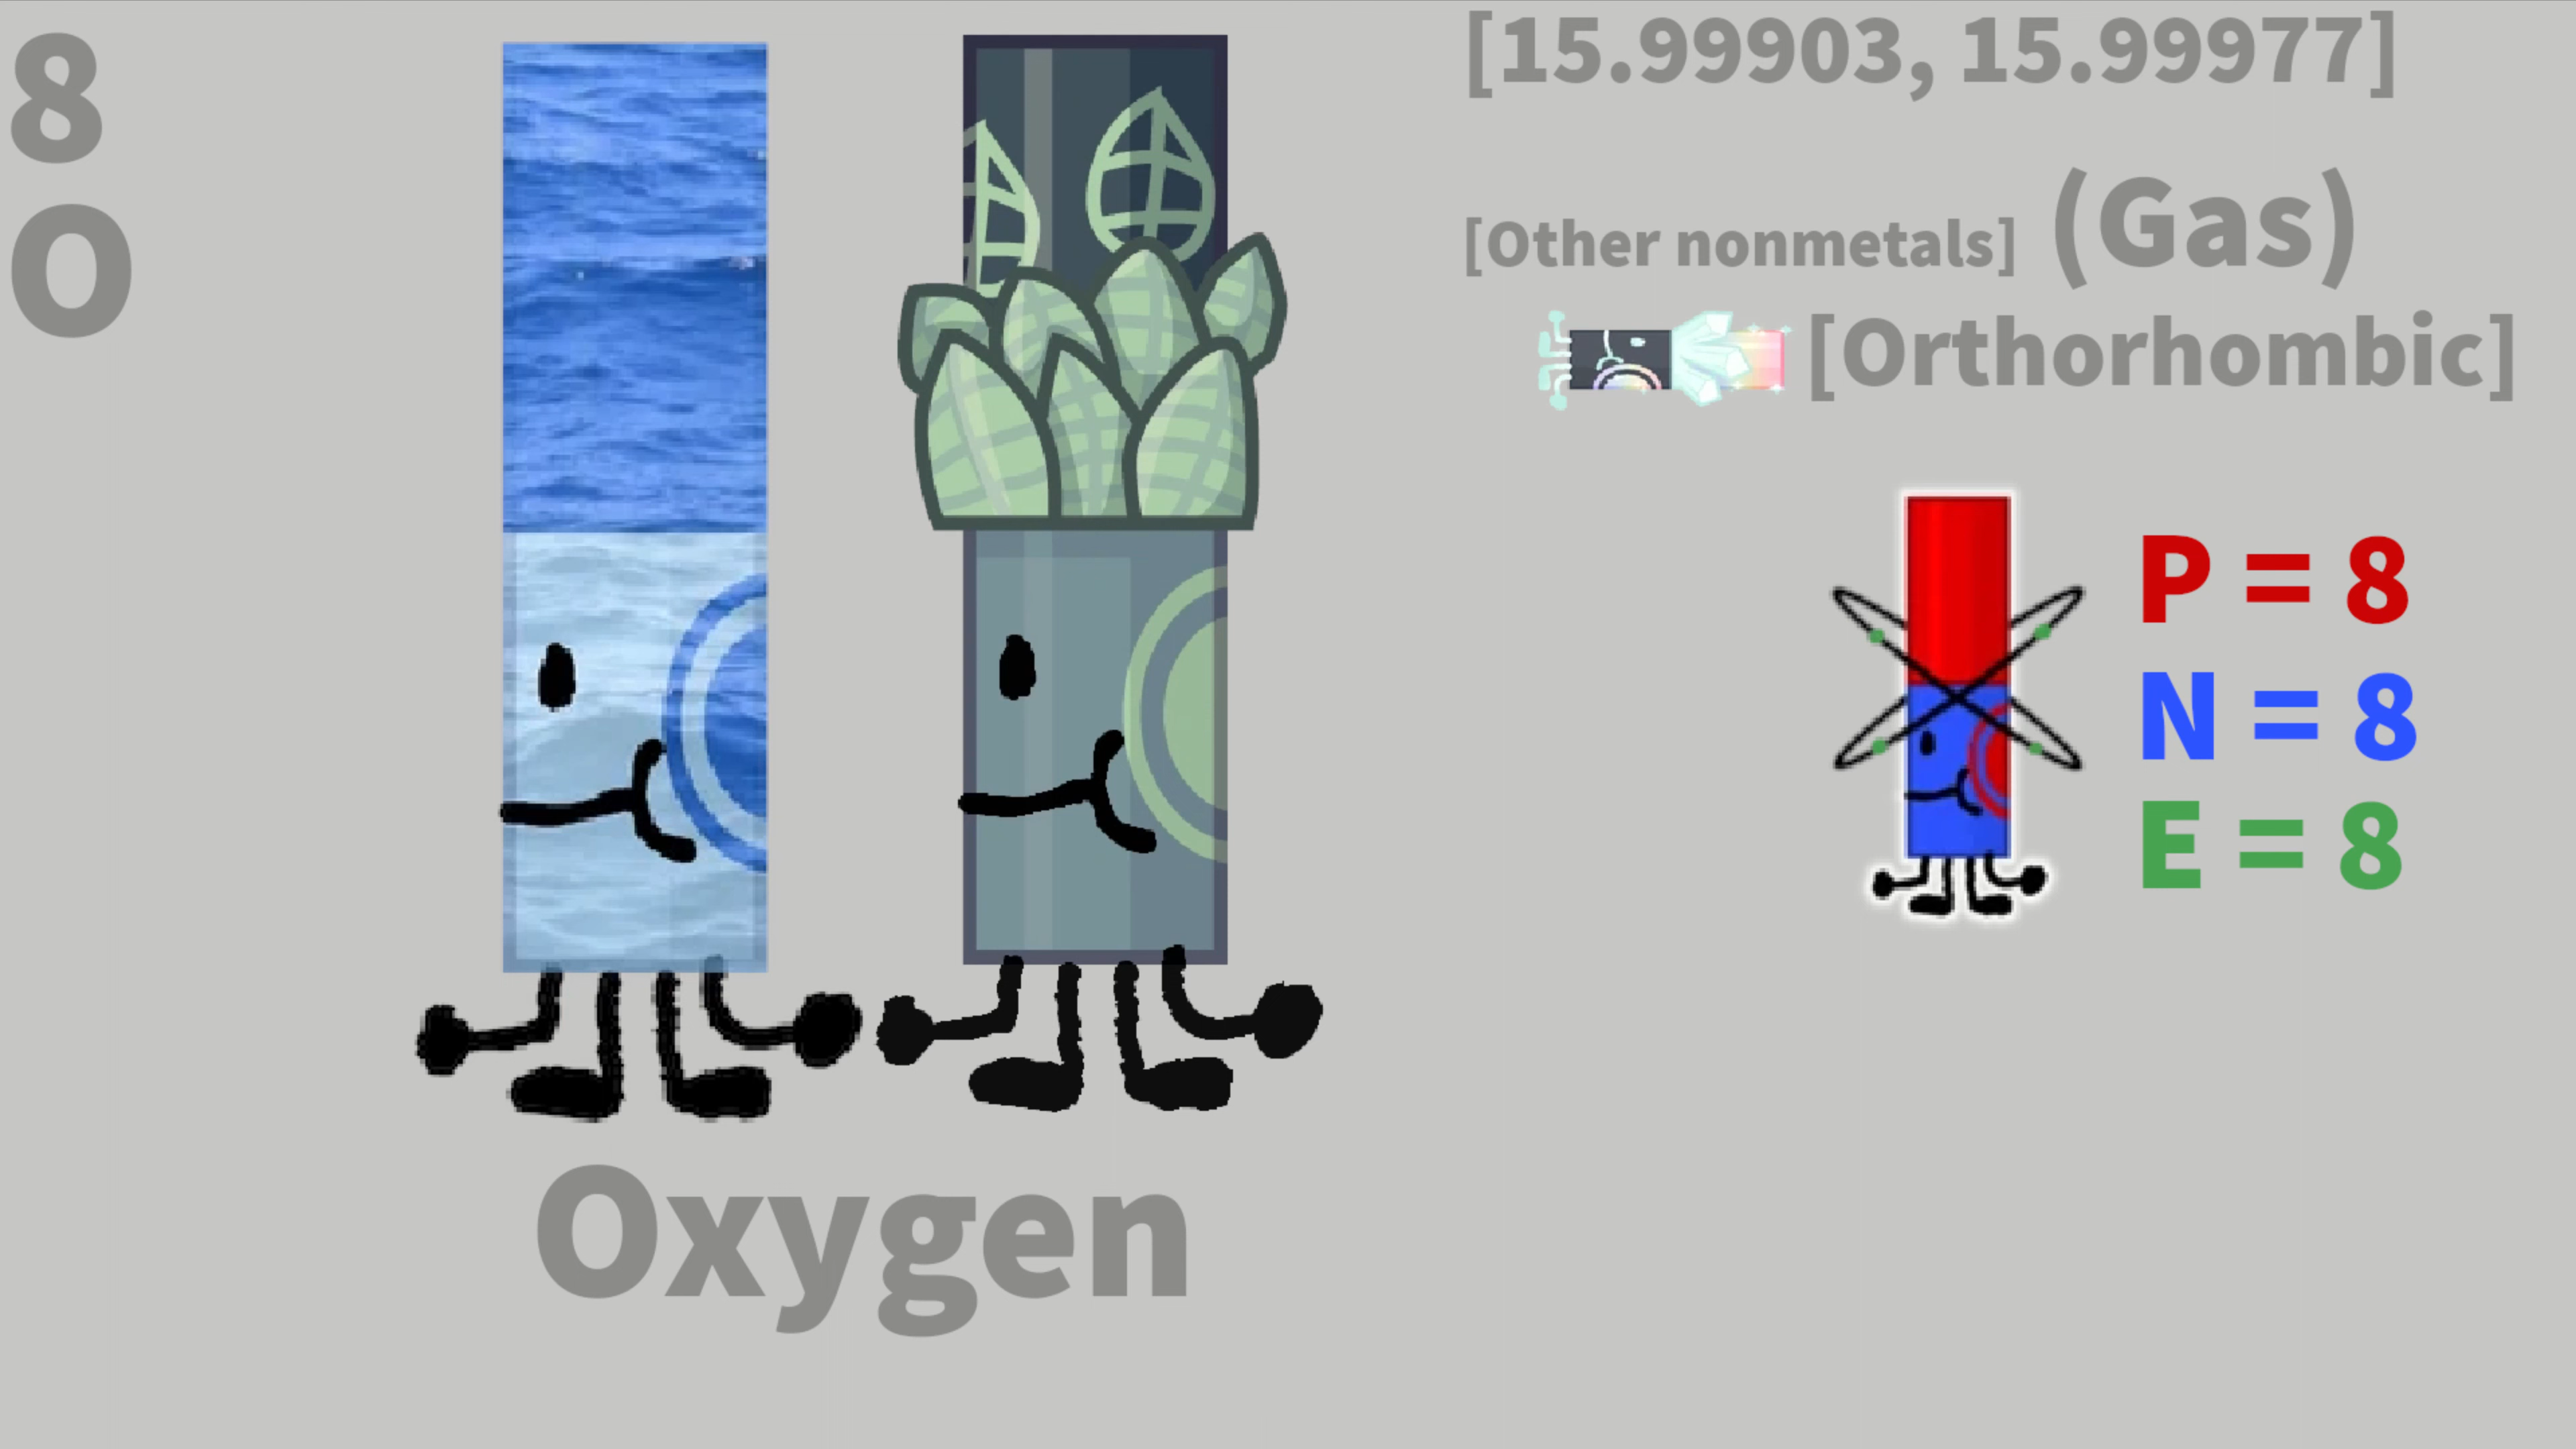 8
O
[15.99903, 15.99977]
[Other nonmetals] (Gas)
[Orthorhombic]
P = 8
N = 8
E = 8
Oxygen